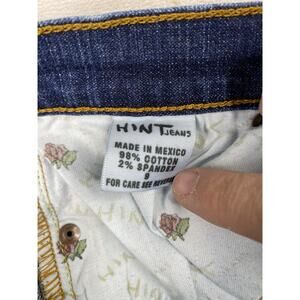 HINT JEANS
MADE IN MEXICO
98% COTTON
2% SPANDEX
9
FOR CARE SEE REVERSE